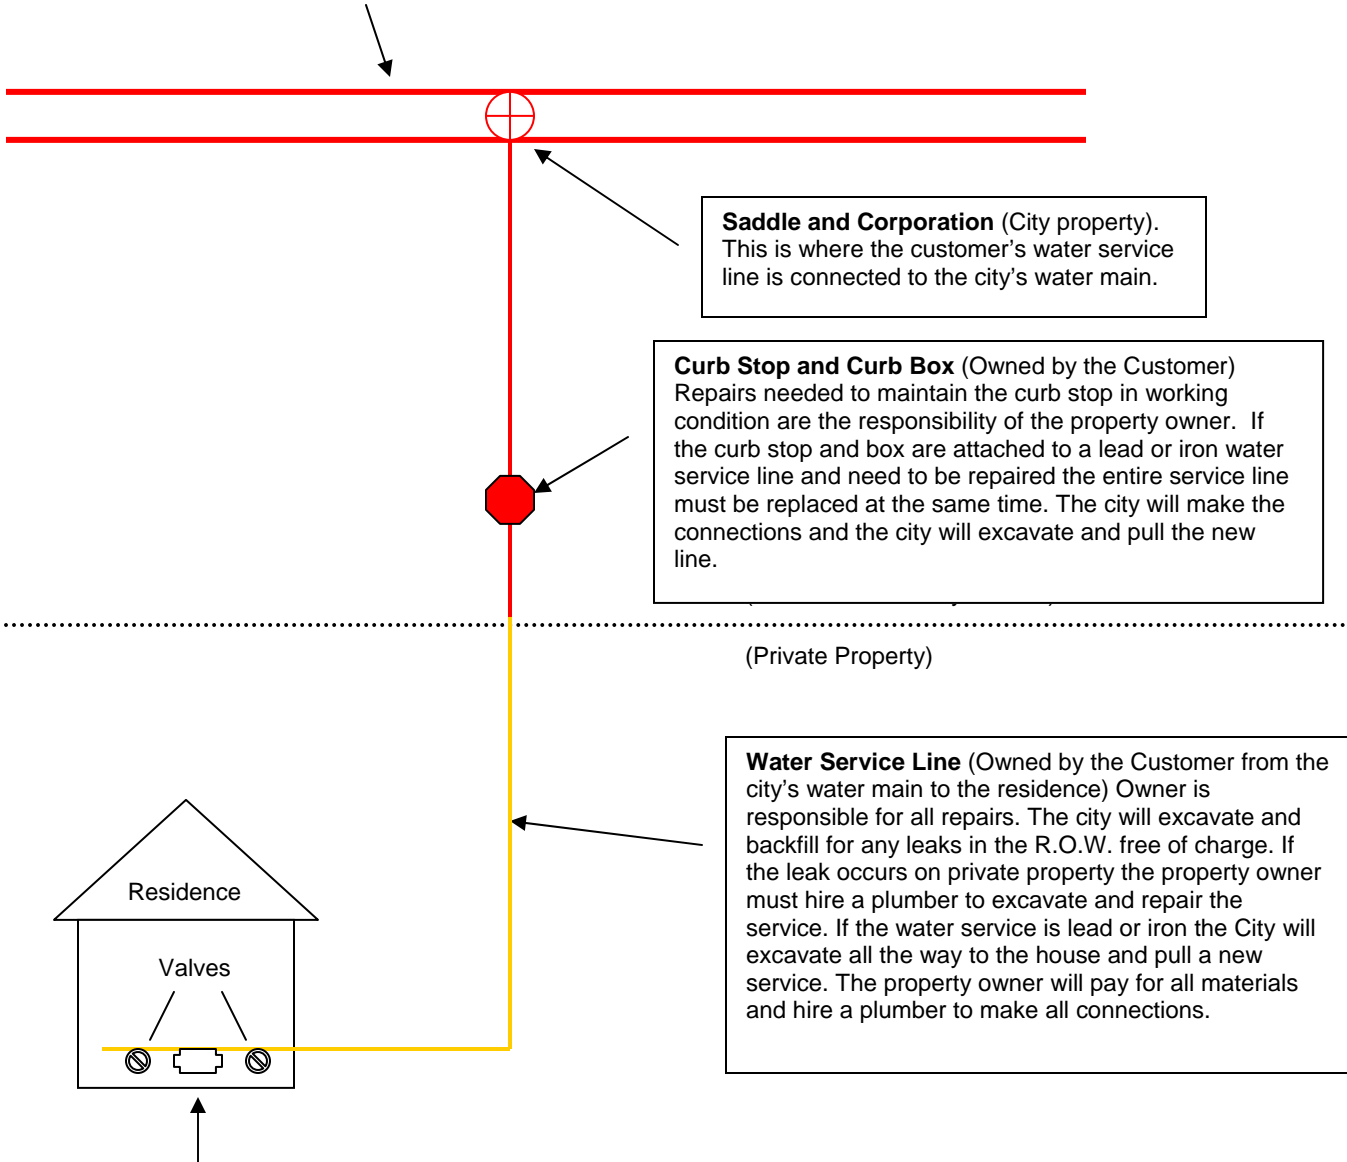 Saddle and Corporation (City property).
This is where the customer's water service
line is connected to the city's water main.
Curb Stop and Curb Box (Owned by the Customer)
Repairs needed to maintain the curb stop in working
condition are the responsibility of the property owner.  If
the curb stop and box are attached to a lead or iron water
service line and need to be repaired the entire service line
must be replaced at the same time. The city will make the
connections and the city will excavate and pull the new
line.
(Private Property)
Water Service Line (Owned by the Customer from the
city's water main to the residence) Owner is
responsible for all repairs. The city will excavate and
backfill for any leaks in the R.O.W. free of charge. If
the leak occurs on private property the property owner
must hire a plumber to excavate and repair the
service. If the water service is lead or iron the City will
excavate all the way to the house and pull a new
service. The property owner will pay for all materials
and hire a plumber to make all connections.
Residence
Valves